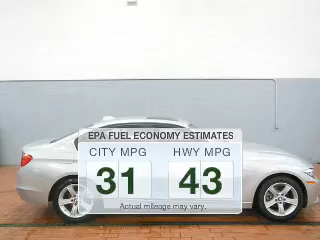 EPA FUEL ECONOMY ESTIMATES
CITY MPG HWY MPG
31 43
Actual mileage may vary.